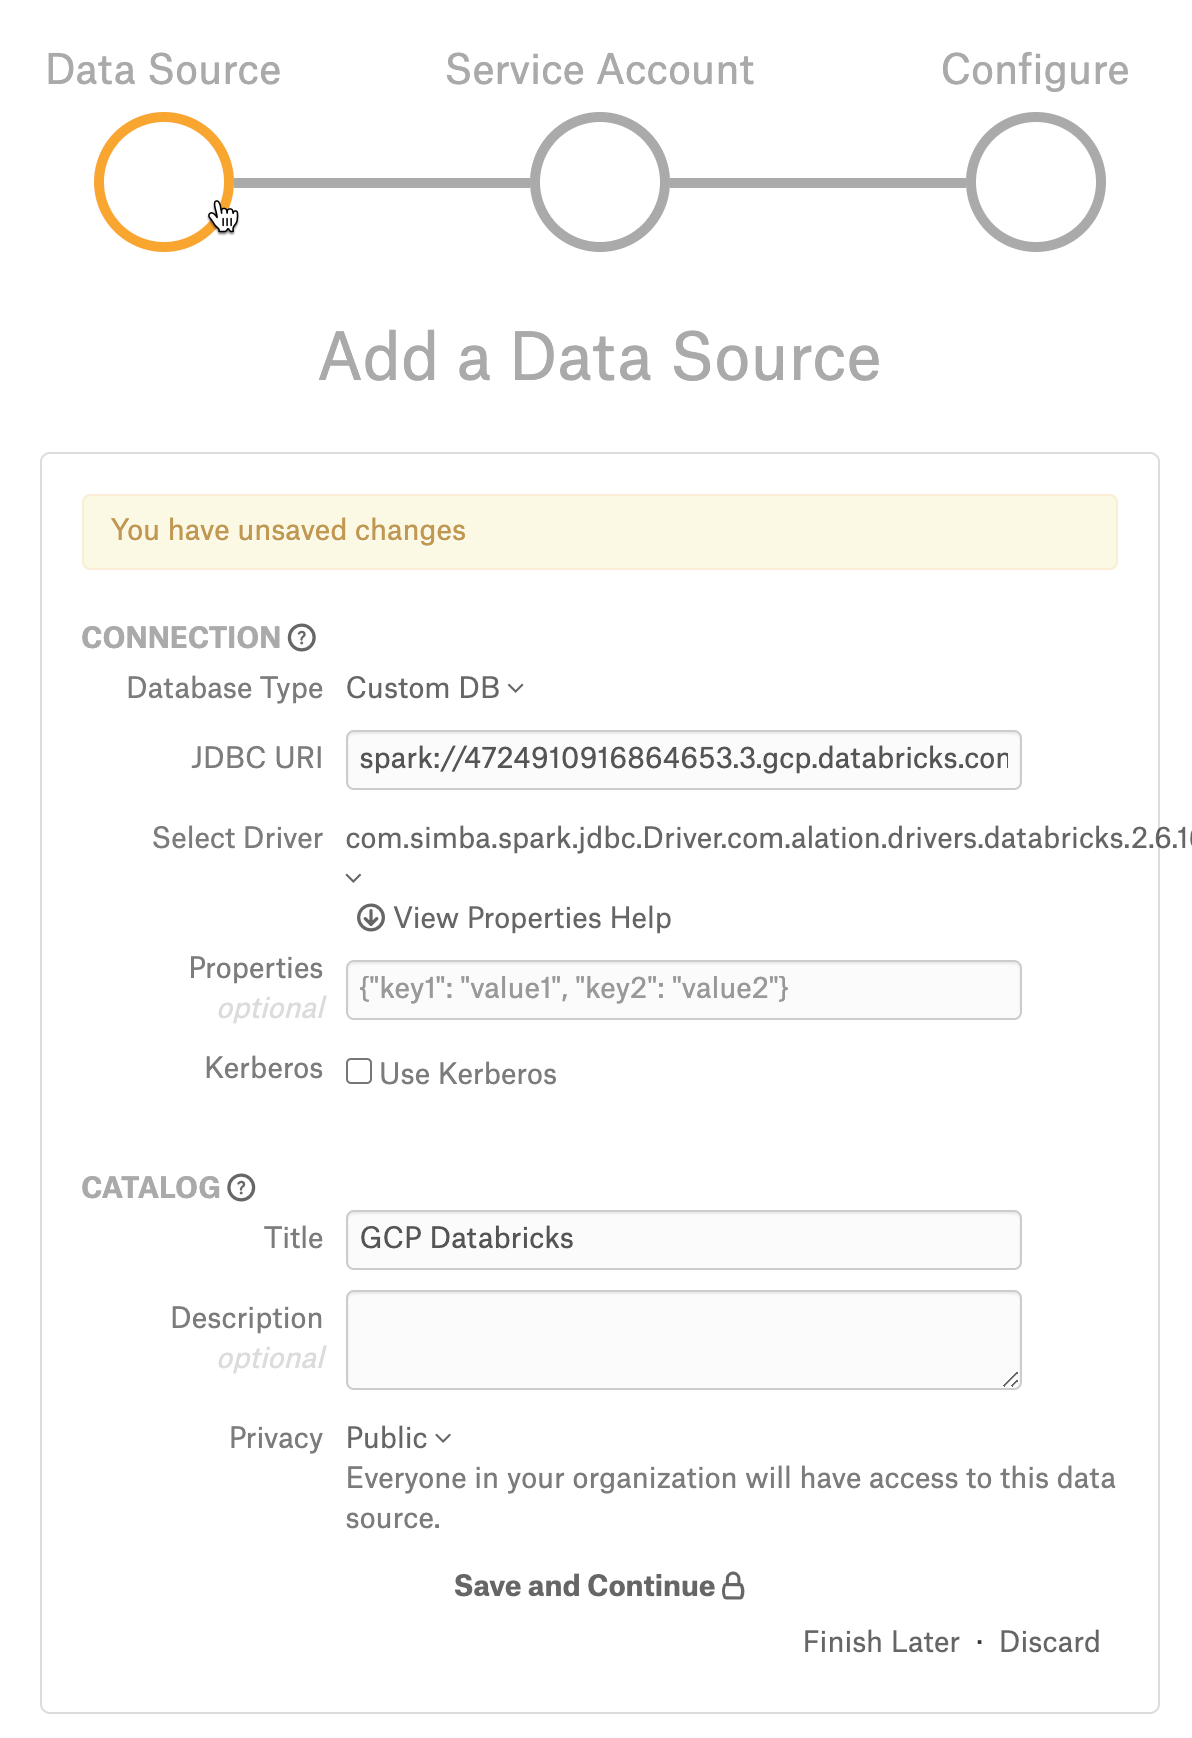 Data Source Service Account Configure
Add a Data Source
You have unsaved changes
CONNECTION ?
Database Type Custom DB
JDBC URI spark://4724910916864653.3.gcp.databricks.con
Select Driver com.simba.spark.jdbc.Driver.com.alation.drivers.databricks.2.6.1
View Properties Help
Properties {"key1": "value1", "key2": "value2"}
optional
Kerberos Use Kerberos
CATALOG ?
Title GCP Databricks
Description
optional
Privacy Public
Everyone in your organization will have access to this data
source.
Save and Continue
Finish Later · Discard